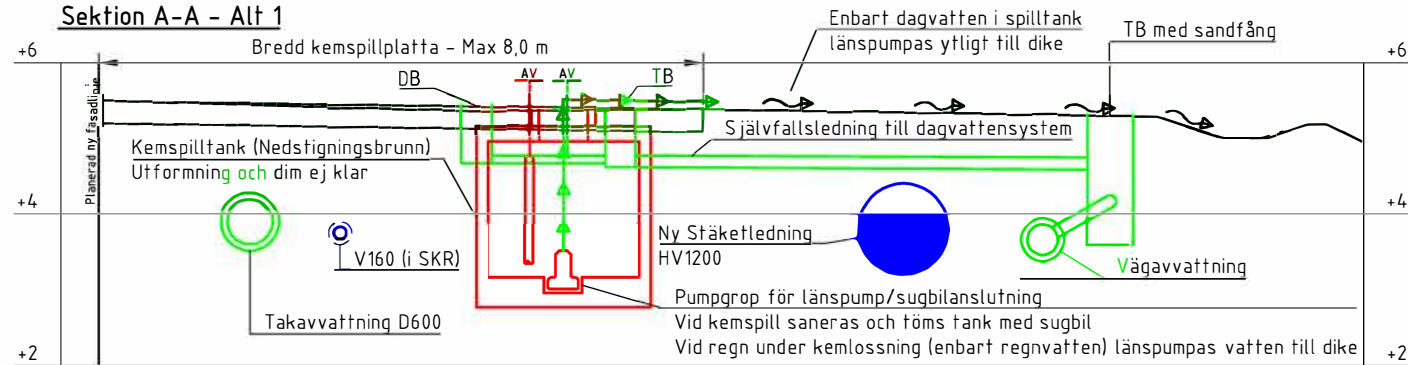 Sektion A-A - Alt 1
Enbart dagvatten i spilltank
länspumpas ytligt till dike
TB med sandfång
+6
Bredd kemspillplatta - Max 8,0 m
+6
DB
AV
AV
TB
Planerad ny fasadlinje
Självfallsledning till dagvattensystem
Kemspilltank (Nedstigningsbrunn)
Utformning och dim ej klar
+4
+4
Ny Stäketledning
HV1200
V160 (i SKR)
Vägavvattning
Pumpgrop för länspump/sugbilanslutning
Takavvattning D600
Vid kemspill saneras och töms tank med sugbil
Vid regn under kemlossning (enbart regnvatten) länspumpas vatten till dike
+2
+2